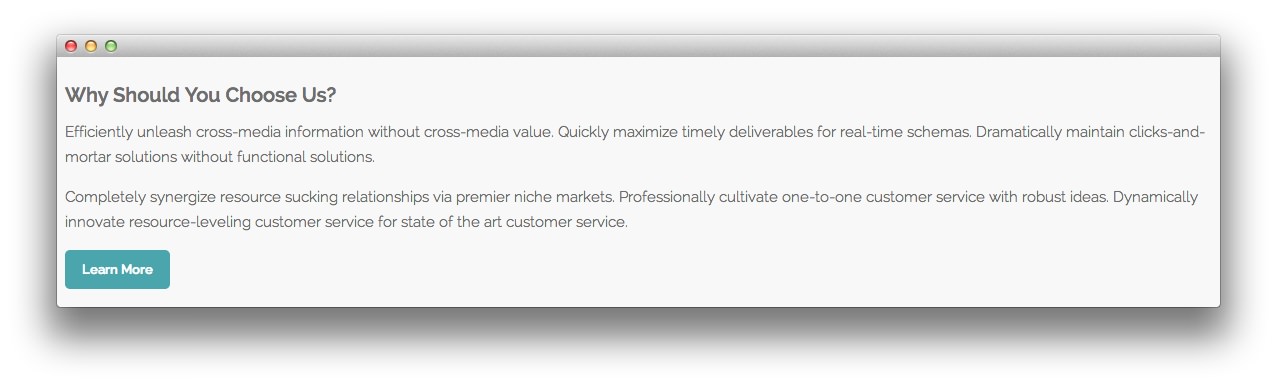 Why Should You Choose Us?
Efficiently unleash cross-media information without cross-media value. Quickly maximize timely deliverables for real-time schemas. Dramatically maintain clicks-and-
mortar solutions without functional solutions.
Completely synergize resource sucking relationships via premier niche markets. Professionally cultivate one-to-one customer service with robust ideas. Dynamically
innovate resource-leveling customer service for state of the art customer service.
Learn More